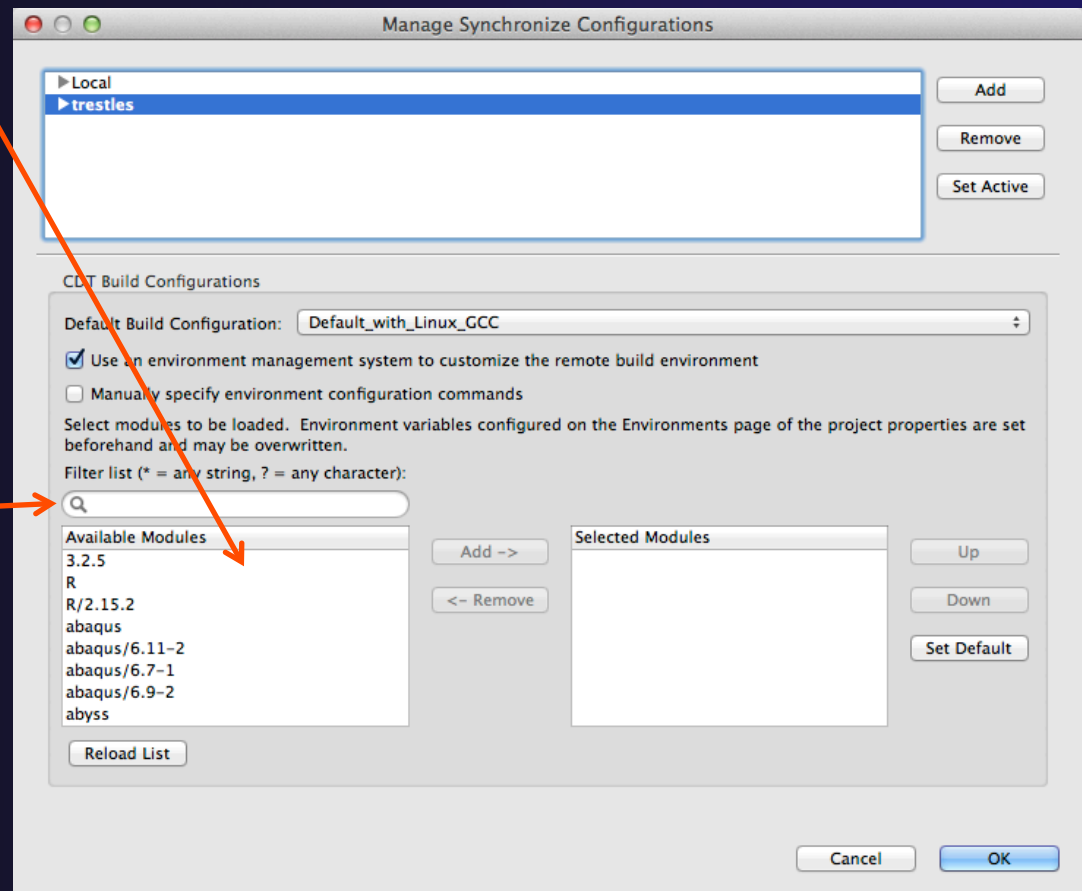 Manage Synchronize Configurations
Local
trestles
Add
Remove
Set Active
CDT Build Configurations
Default Build Configuration: Default_with_Linux_GCC
Use an environment management system to customize the remote build environment
Manually specify environment configuration commands
Select modules to be loaded. Environment variables configured on the Environments page of the project properties are set
beforehand and may be overwritten.
Filter list (* = any string, ? = any character):
Available Modules
3.2.5
R
R/2.15.2
abaqus
abaqus/6.11-2
abaqus/6.7-1
abaqus/6.9-2
abyss
Add ->
<- Remove
Selected Modules
Up
Down
Set Default
Reload List
Cancel
OK